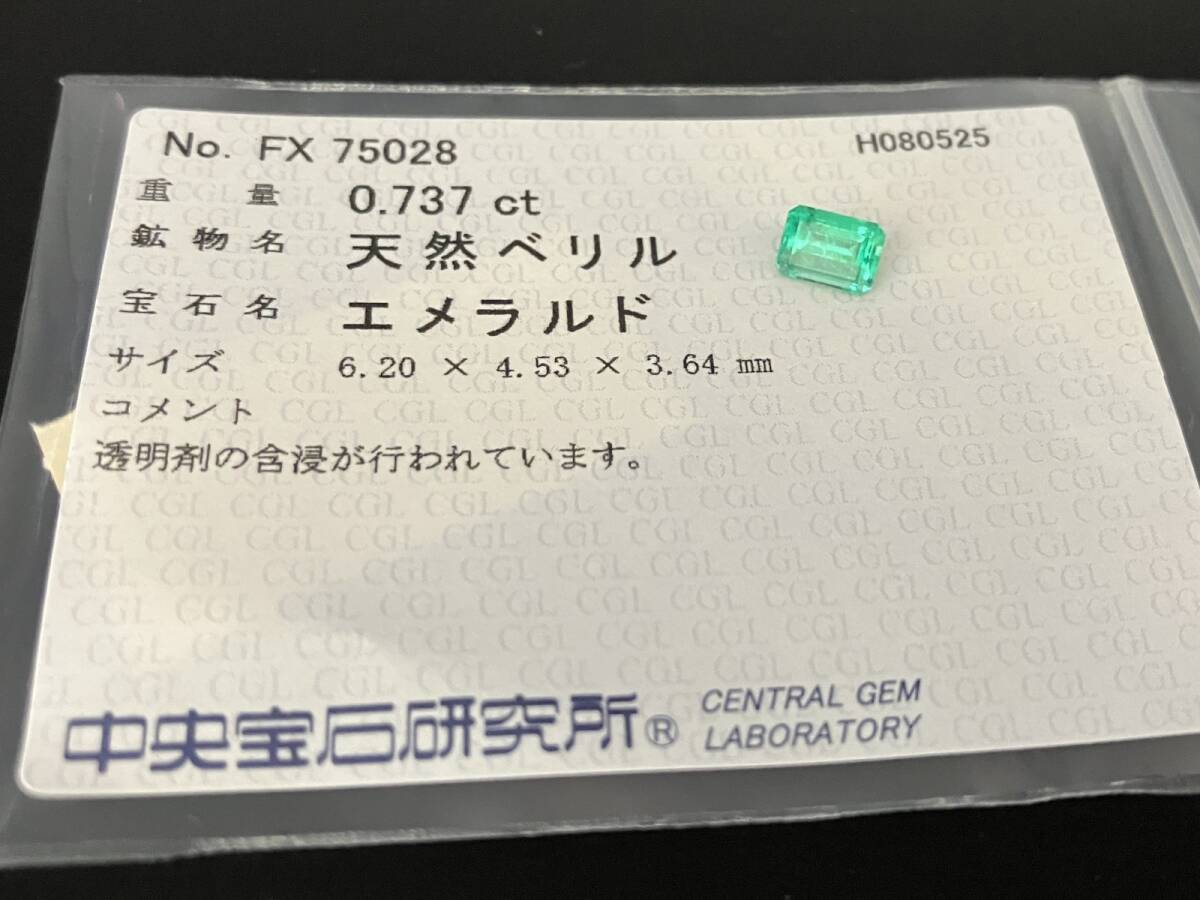 No. FX 75028 H080525
重量 0.737 ct
鉱物名 天然ベリル
宝石名 エメラルド
サイズ 6.20 × 4.53 × 3.64 mm
コメント
透明剤の含浸が行われています。
中央宝石研究所® CENTRAL GEM
LABORATORY